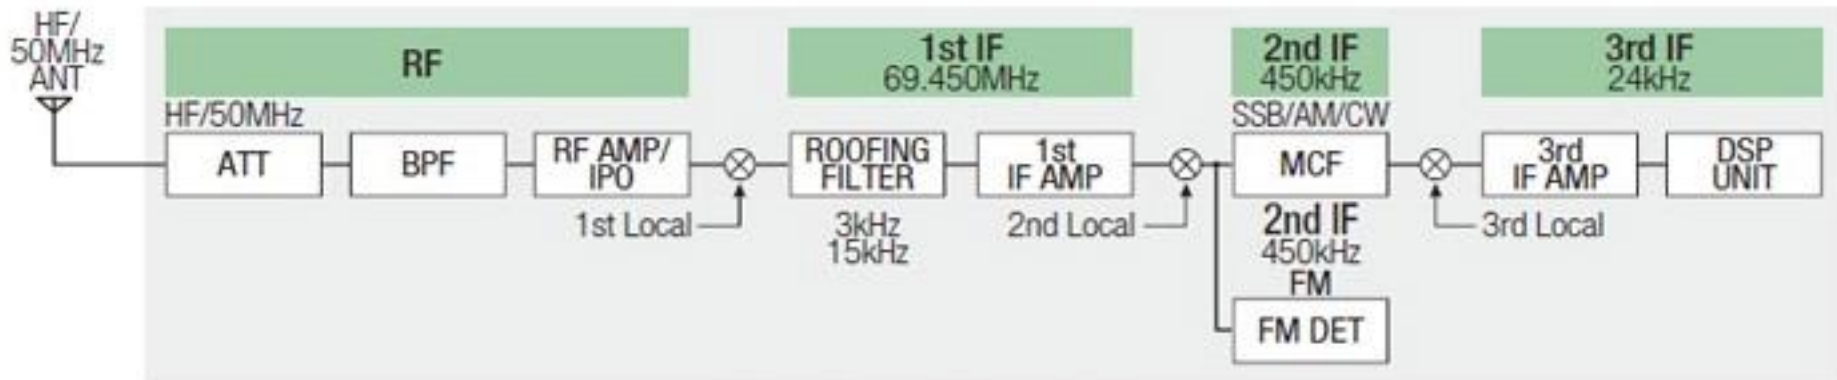 HF/
50MHz
ANT
RF
1st IF
69.450MHz
2nd IF
450kHz
3rd IF
24kHz
HF/50MHz
SSB/AM/CW
ATT
BPF
RF AMP/
IPO
ROOFING
FILTER
1st
IF AMP
MCF
3rd
IF AMP
DSP
UNIT
1st Local
3kHz
15kHz
2nd Local
2nd IF
450kHz
FM
3rd Local
FM DET